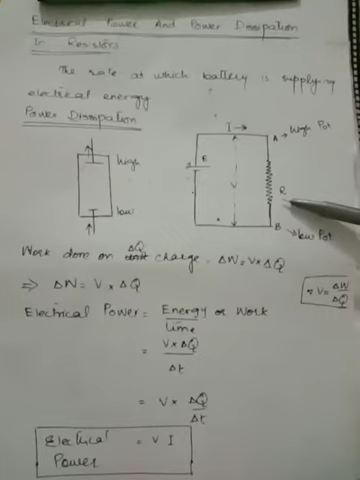 Electrical Power And Power Dissipation
In Resistors
The rate at which battery is supplying
electrical energy
Power Dissipation
high
low
I →
A → High Pot
E
V
R
B → low Pot
Work done on ΔQ charge. ΔW = V × ΔQ
⇒ ΔW = V × ΔQ
∵ V = ΔW/ΔQ
Electrical Power = Energy or Work / time
= V × ΔQ / Δt
= V × ΔQ/Δt
Electrical Power = V I